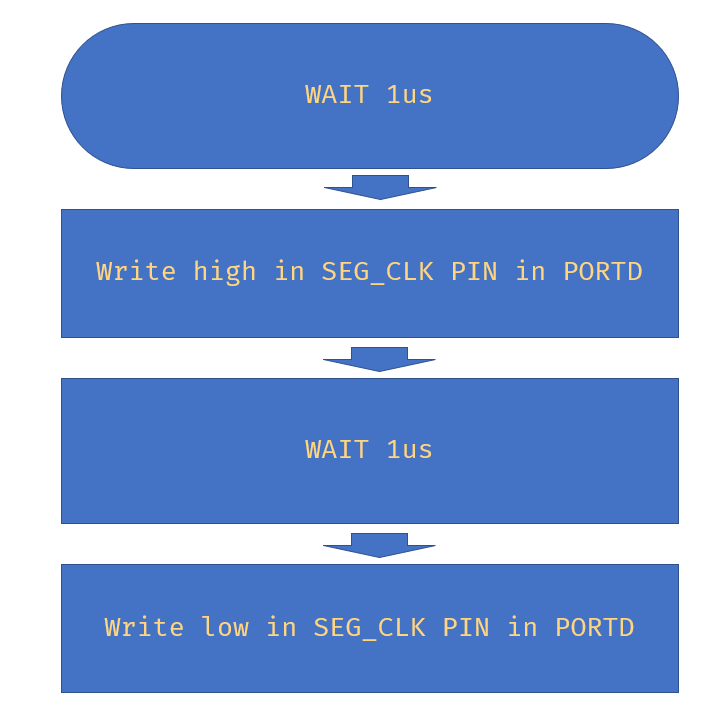 WAIT 1us
Write high in SEG_CLK PIN in PORTD
WAIT 1us
Write low in SEG_CLK PIN in PORTD